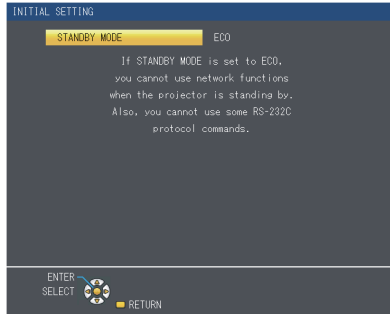 INITIAL SETTING
STANDBY MODE ECO
If STANDBY MODE is set to ECO,
you cannot use network functions
when the projector is standing by.
Also, you cannot use some RS-232C
protocol commands.
ENTER
SELECT
RETURN